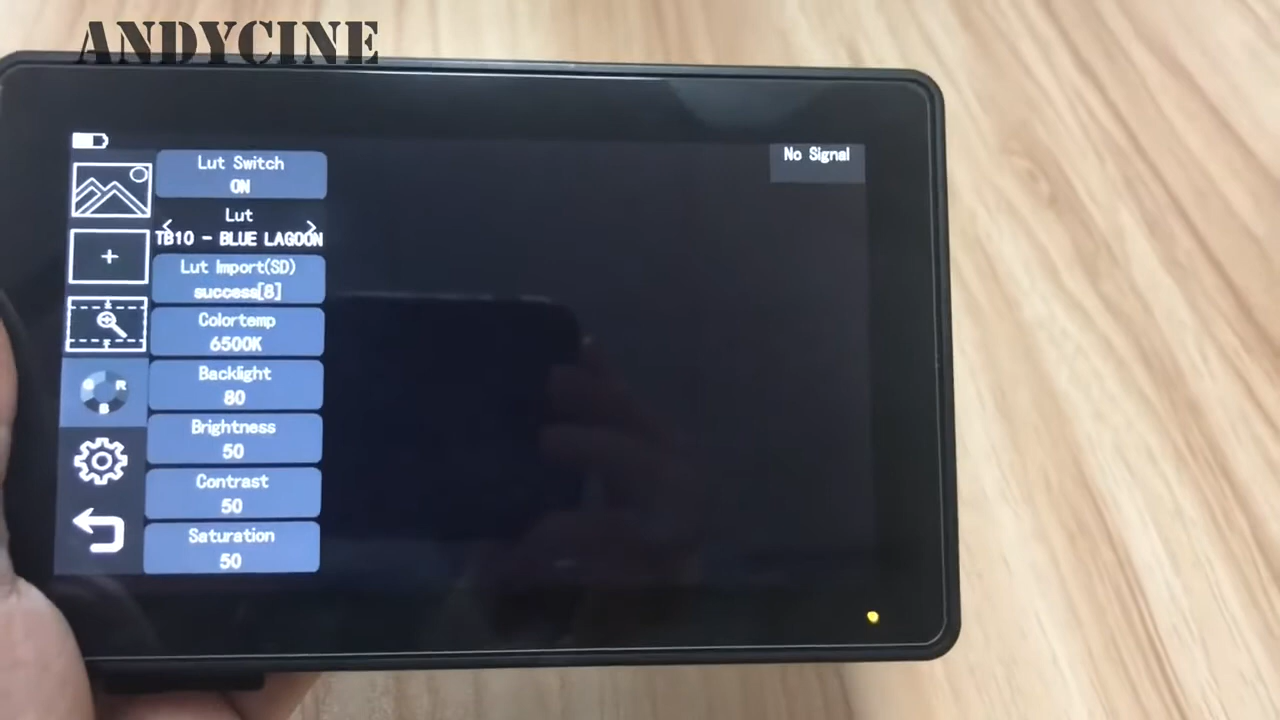 ANDYCINE
Lut Switch
ON
No Signal
Lut
TB10 - BLUE LAGOON
Lut Import(SD)
success[8]
Colortemp
6500K
Backlight
80
Brightness
50
Contrast
50
Saturation
50
G R
B